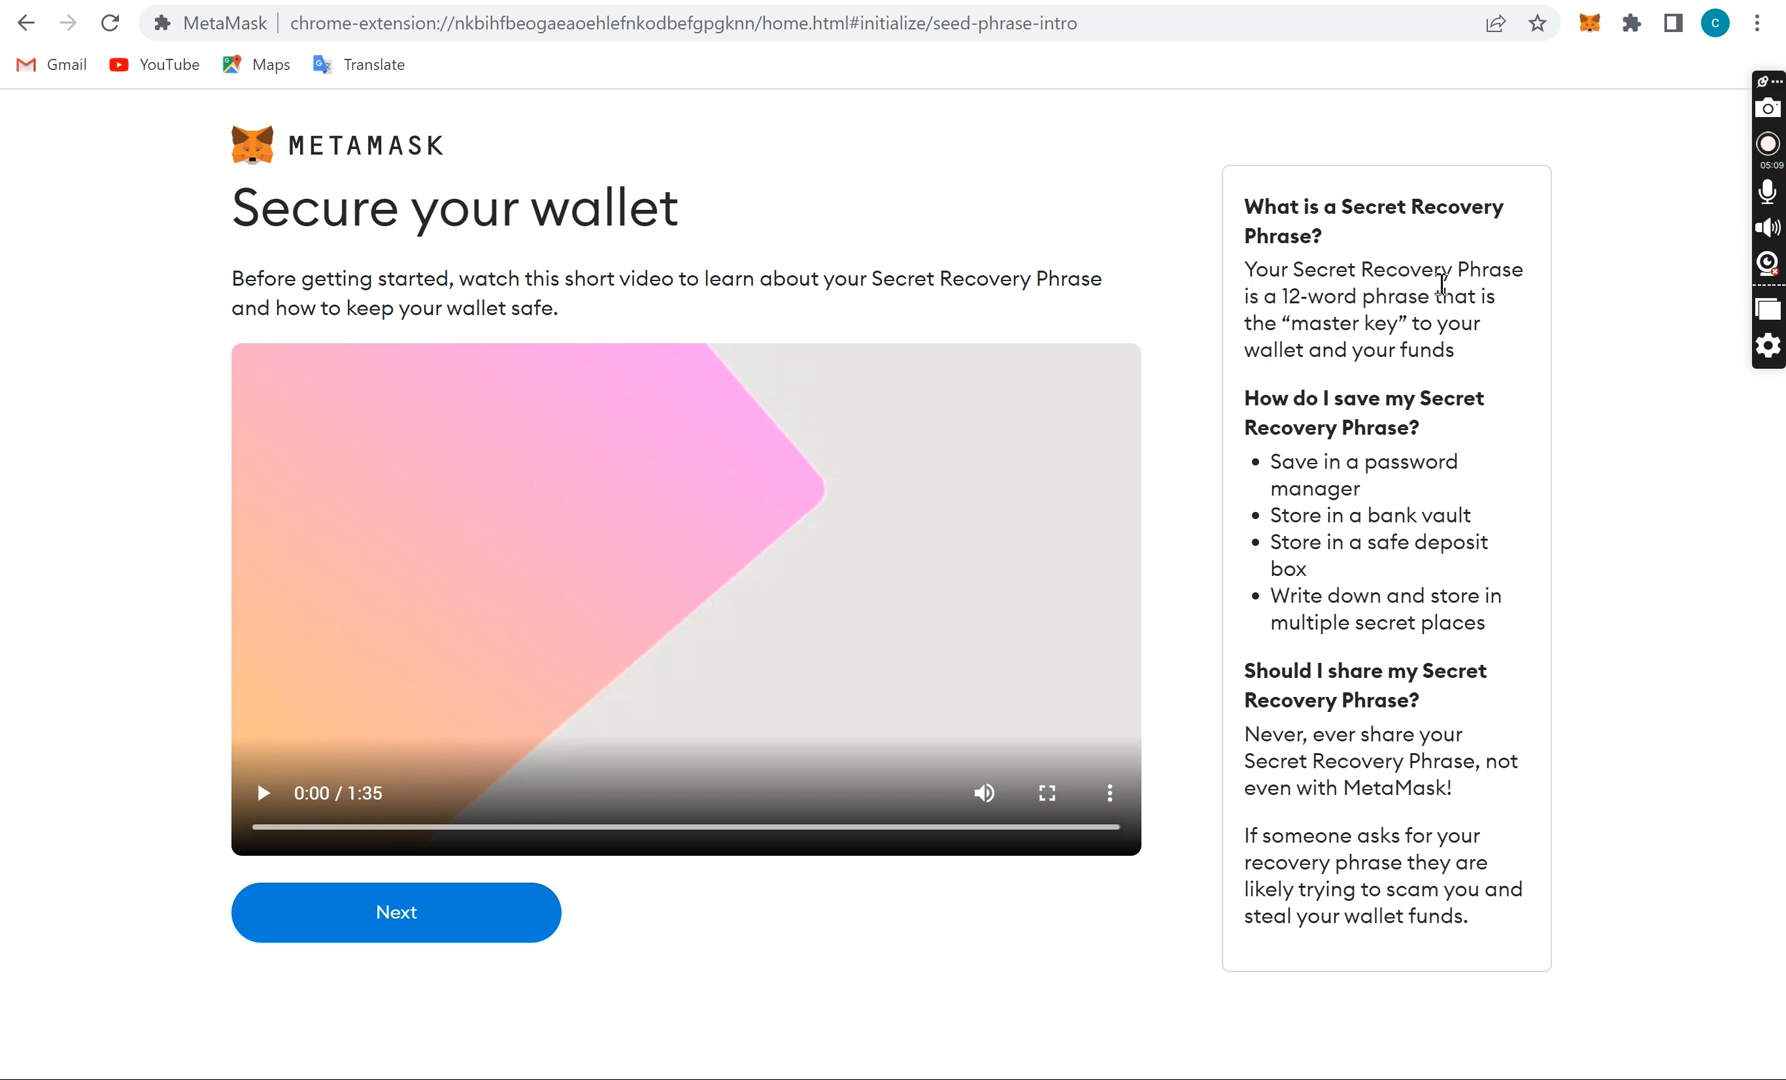 MetaMask
chrome-extension://nkbihfbeogaeaoehlefnkodbefgpgknn/home.html#initialize/seed-phrase-intro
C
Gmail
YouTube
Maps
Translate
05:09
METAMASK
Secure your wallet
Before getting started, watch this short video to learn about your Secret Recovery Phrase
and how to keep your wallet safe.
0:00 / 1:35
Next
What is a Secret Recovery
Phrase?
Your Secret Recovery Phrase
is a 12-word phrase that is
the “master key” to your
wallet and your funds
How do I save my Secret
Recovery Phrase?
• Save in a password
manager
• Store in a bank vault
• Store in a safe deposit
box
• Write down and store in
multiple secret places
Should I share my Secret
Recovery Phrase?
Never, ever share your
Secret Recovery Phrase, not
even with MetaMask!
If someone asks for your
recovery phrase they are
likely trying to scam you and
steal your wallet funds.